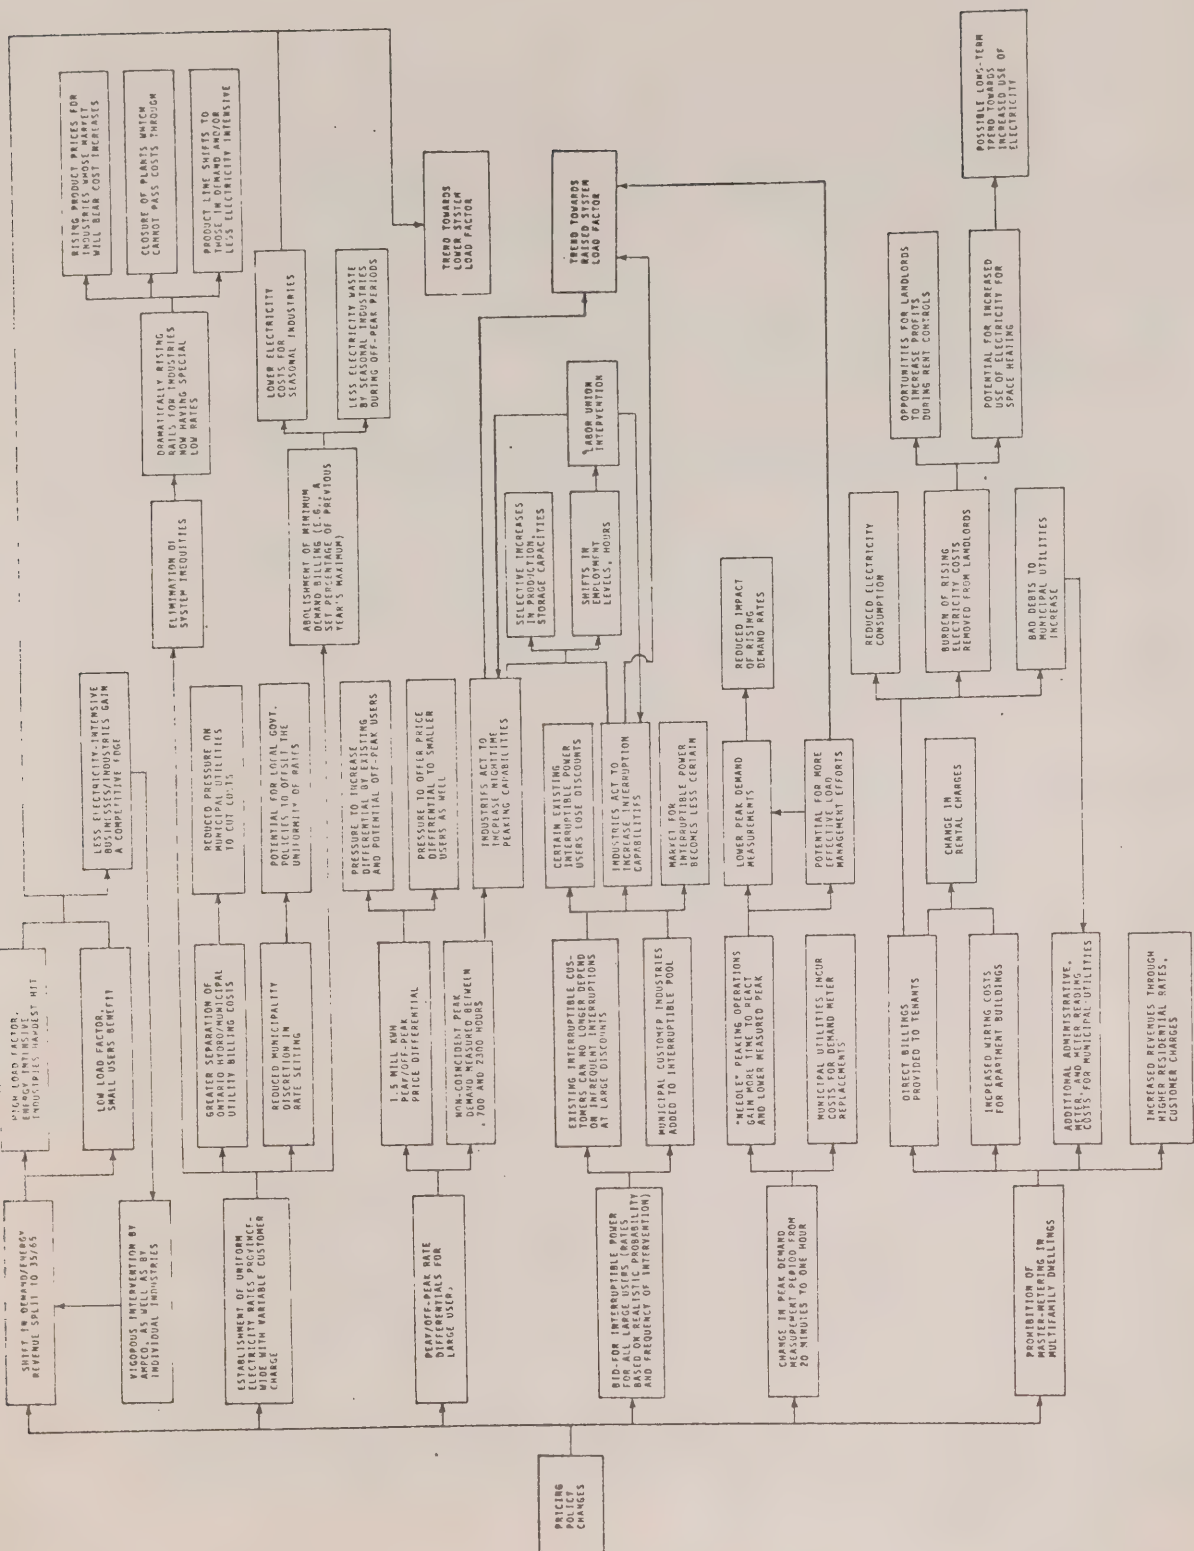 PRICING
POLICY
CHANGES
SHIFT IN DEMAND/ENERGY
REVENUE SPLIT TO 35/65
VIGOROUS INTERVENTION BY
AMPCO, AS WELL AS BY
INDIVIDUAL INDUSTRIES
HIGH LOAD FACTOR,
ENERGY INTENSIVE
INDUSTRIES HARDEST HIT
LOW LOAD FACTOR,
SMALL USERS BENEFIT
LESS ELECTRICITY-INTENSIVE
BUSINESSES/INDUSTRIES GAIN
A COMPETITIVE EDGE
ESTABLISHMENT OF UNIFORM
ELECTRICITY RATES PROVINCE-
WIDE WITH VARIABLE CUSTOMER
CHARGE
GREATER SEPARATION OF
ONTARIO HYDRO/MUNICIPAL
UTILITY BILLING COSTS
REDUCED MUNICIPALITY
DISCRETION IN
RATE SETTING
REDUCED PRESSURE ON
MUNICIPAL UTILITIES
TO CUT COSTS
POTENTIAL FOR LOCAL GOVT.
POLICIES TO OFFSET THE
UNIFORMITY OF RATES
ELIMINATION OF
SYSTEM INEQUITIES
DRAMATICALLY RISING
RAILS FOR INDUSTRIES
NOW HAVING SPECIAL
LOW RATES
RISING PRODUCT PRICES FOR
INDUSTRIES WHOSE MARKET
WILL BEAR COST INCREASES
CLOSURE OF PLANTS WHICH
CANNOT PASS COSTS THROUGH
PRODUCT LINE SHIFTS TO
THOSE IN DEMAND AND/OR
LESS ELECTRICITY INTENSIVE
ABOLISHMENT OF MINIMUM
DEMAND BILLING (E.G., A
SET PERCENTAGE OF PREVIOUS
YEAR'S MAXIMUM)
LOWER ELECTRICITY
COSTS FOR
SEASONAL INDUSTRIES
LESS ELECTRICITY WASTE
BY SEASONAL INDUSTRIES
DURING OFF-PEAK PERIODS
TREND TOWARDS
LOWER SYSTEM
LOAD FACTOR
PEAK/OFF-PEAK RATE
DIFFERENTIALS FOR
LARGE USERS
1.5 MILL KWH
PEAK/OFF-PEAK
PRICE DIFFERENTIAL
NON-COINCIDENT PEAK
DEMAND MEASURED BETWEEN
700 AND 2300 HOURS
PRESSURE TO INCREASE
DIFFERENTIAL BY EXISTING
AND POTENTIAL OFF-PEAK USERS
PRESSURE TO OFFER PRICE
DIFFERENTIAL TO SMALLER
USERS AS WELL
INDUSTRIES ACT TO
INCREASE NIGHTTIME
PEAKING CAPABILITIES
SELECTIVE INCREASES
IN PRODUCTION,
STORAGE CAPACITIES
SHIFTS IN
EMPLOYMENT
LEVELS, HOURS
LABOR UNION
INTERVENTION
TREND TOWARDS
RAISED SYSTEM
LOAD FACTOR
BID-FOR INTERRUPTIBLE POWER
FOR ALL LARGE USERS (RATES
BASED ON REALISTIC PROBABILITY
AND FREQUENCY OF INTERVENTION)
EXISTING INTERRUPTIBLE CUS-
TOMERS CAN NO LONGER DEPEND
ON INFREQUENT INTERRUPTIONS
AT LARGE DISCOUNTS
MUNICIPAL CUSTOMER INDUSTRIES
ADDED TO INTERRUPTIBLE POOL
CERTAIN EXISTING
INTERRUPTIBLE POWER
USERS LOSE DISCOUNTS
INDUSTRIES ACT TO
INCREASE INTERRUPTION
CAPABILITIES
MARKET FOR
INTERRUPTIBLE POWER
BECOMES LESS CERTAIN
CHANGE IN PEAK DEMAND
MEASUREMENT PERIOD FROM
20 MINUTES TO ONE HOUR
"NEEDLE" PEAKING OPERATIONS
GAIN MORE TIME TO REACT
AND LOWER MEASURED PEAK
MUNICIPAL UTILITIES INCUR
COSTS FOR DEMAND METER
REPLACEMENTS
LOWER PEAK DEMAND
MEASUREMENTS
POTENTIAL FOR MORE
EFFECTIVE LOAD
MANAGEMENT EFFORTS
REDUCED IMPACT
OF RISING
DEMAND RATES
PROHIBITION OF
MASTER-METERING IN
MULTIFAMILY DWELLINGS
DIRECT BILLINGS
PROVIDED TO TENANTS
INCREASED WIRING COSTS
FOR APARTMENT BUILDINGS
ADDITIONAL ADMINISTRATIVE,
METER, AND METER READING
COSTS FOR MUNICIPAL UTILITIES
INCREASED REVENUES THROUGH
HIGHER RESIDENTIAL RATES,
CUSTOMER CHARGES
CHANGE IN
RENTAL CHARGES
REDUCED ELECTRICITY
CONSUMPTION
BURDEN OF RISING
ELECTRICITY COSTS
REMOVED FROM LANDLORDS
BAD DEBTS TO
MUNICIPAL UTILITIES
INCREASE
OPPORTUNITIES FOR LANDLORDS
TO INCREASE PROFITS
DURING RENT CONTROLS
POTENTIAL FOR INCREASED
USE OF ELECTRICITY FOR
SPACE HEATING
POSSIBLE LONG-TERM
TREND TOWARDS
INCREASED USE OF
ELECTRICITY